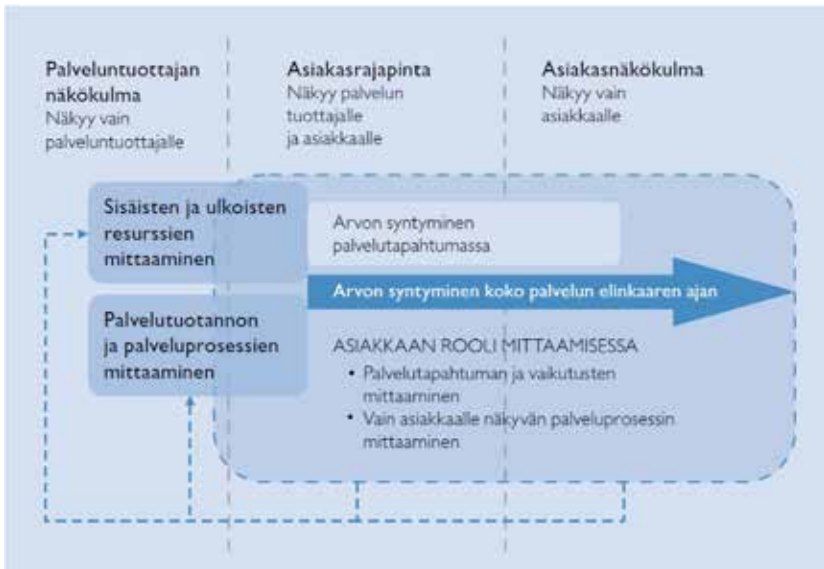 Palveluntuottajan
näkökulma
Näkyy vain
palveluntuottajalle
Asiakasrajapinta
Näkyy palvelun
tuottajalle
ja asiakkaalle
Asiakasnäkökulma
Näkyy vain
asiakkaalle
Sisäisten ja ulkoisten
resurssien
mittaaminen
Arvon syntyminen
palvelutapahtumassa
Arvon syntyminen koko palvelun elinkaaren ajan
Palvelutuotannon
ja palveluprosessien
mittaaminen
ASIAKKAAN ROOLI MITTAAMISESSA
• Palvelutapahtuman ja vaikutusten
mittaaminen
• Vain asiakkaalle näkyvän palveluprosessin
mittaaminen